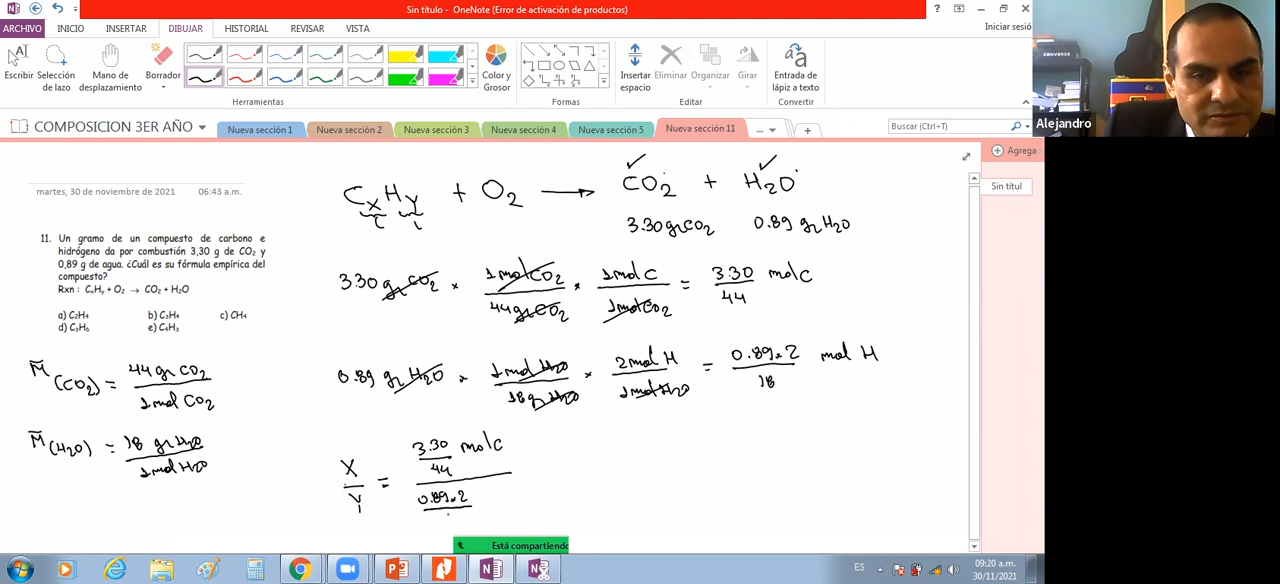 Sin título - OneNote (Error de activación de productos)
Iniciar sesió
ARCHIVO INICIO INSERTAR DIBUJAR HISTORIAL REVISAR VISTA
Escribir Selección de lazo Mano de desplazamiento Borrador Color y Grosor Insertar espacio Eliminar Organizar Girar Entrada de lápiz a texto
Herramientas Formas Editar Convertir
CONVERSE
Alejandro
COMPOSICION 3ER AÑO Nueva sección 1 Nueva sección 2 Nueva sección 3 Nueva sección 4 Nueva sección 5 Nueva sección 11 ... + Buscar (Ctrl+T)
Agrega
Sin títul
martes, 30 de noviembre de 2021 06:43 a.m.
11. Un gramo de un compuesto de carbono e
hidrógeno da por combustión 3,30 g de CO₂ y
0,89 g de agua. ¿Cuál es su fórmula empírica del
compuesto?
Rxn : CₓHᵧ + O₂ → CO₂ + H₂O
a) C₂H₄ b) C₃H₄ c) CH₄
d) C₃H₆ e) C₄H₃
M̄ (CO₂) = 44 gr CO₂ / 1 mol CO₂
M̄ (H₂O) = 18 gr H₂O / 1 mol H₂O
CxHy + O₂ → CO₂ + H₂O
3.30 gr CO₂ 0.89 gr H₂O
3.30 gr CO₂ × 1 mol CO₂ / 44 gr CO₂ × 1 mol C / 1 mol CO₂ = 3.30 / 44 mol C
0.89 gr H₂O × 1 mol H₂O / 18 gr H₂O × 2 mol H / 1 mol H₂O = 0.89 × 2 / 18 mol H
X / Y = 3.30 / 44 mol C / 0.89 × 2
Está compartiendo
ES 09:20 a.m.
30/11/2021